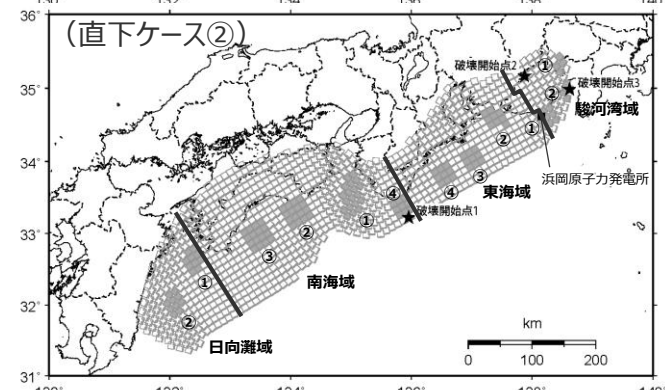 36°
(直下ケース②)
破壊開始点2
①
35°
破壊開始点3
②
駿河湾域
①
②
34°
浜岡原子力発電所
③
東海域
④
④
破壊開始点1
①
33°
②
③
①
南海域
32°
②
日向灘域
km
0 100 200
31°